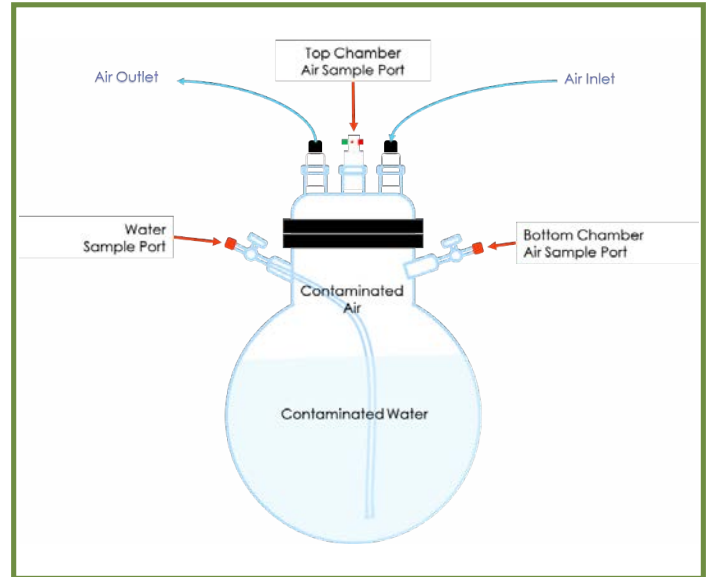 Top Chamber
Air Sample Port
Air Outlet
Air Inlet
Water
Sample Port
Bottom Chamber
Air Sample Port
Contaminated
Air
Contaminated Water